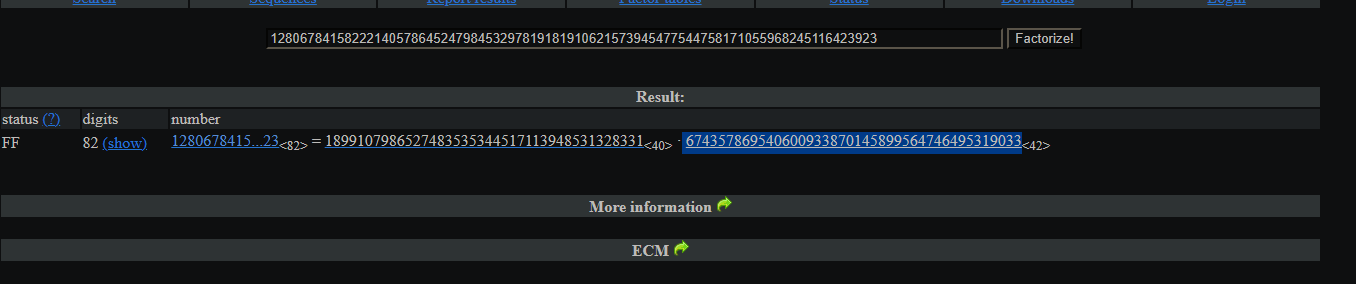 Search Sequences Report results Factor tables Status Downloads Login
1280678415822214057864524798453297819181910621573945477544758171055968245116423923 Factorize!
Result:
status (?) digits number
FF 82 (show) 1280678415...23<82> = 1899107986527483535344517113948531328331<40> · 674357869540600933870145899564746495319033<42>
More information
ECM